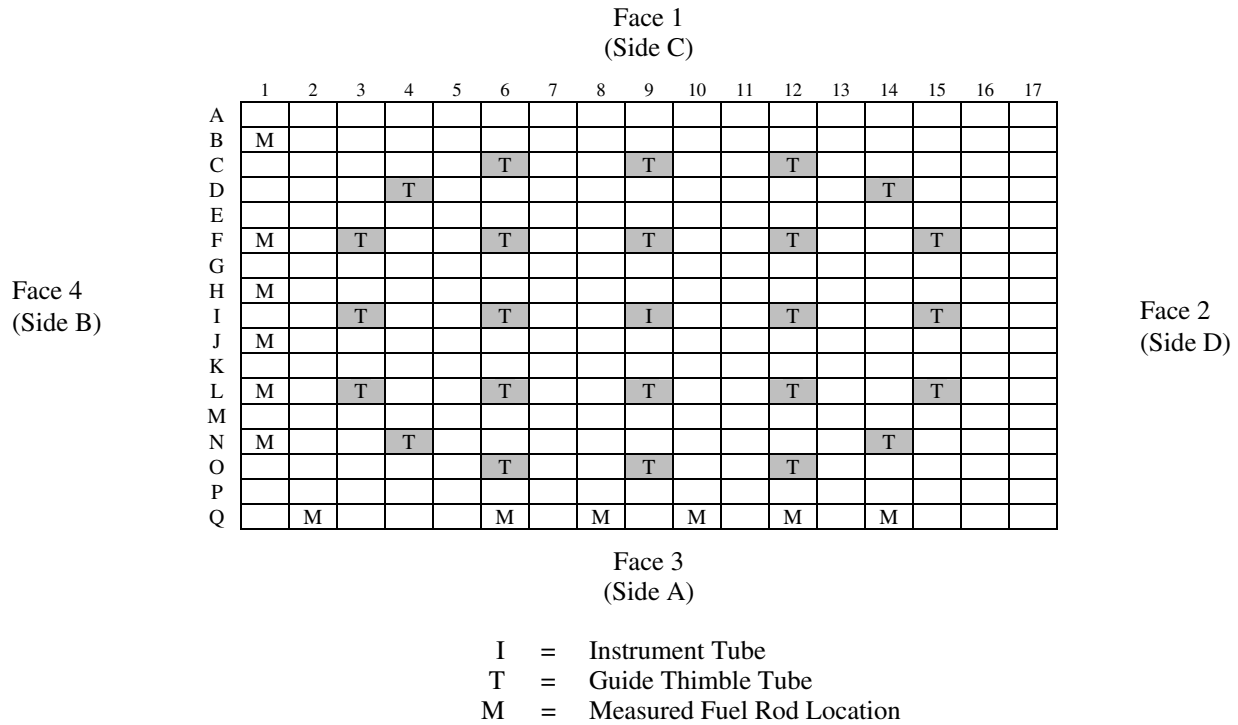 Face 1
(Side C)
1 2 3 4 5 6 7 8 9 10 11 12 13 14 15 16 17
A
B M
C T T T
D T T
E
F M T T T T T
G
H M
I T T I T T
J M
K
L M T T T T T
M
N M T T
O T T T
P
Q M M M M M M
Face 4
(Side B)
Face 2
(Side D)
Face 3
(Side A)
I = Instrument Tube
T = Guide Thimble Tube
M = Measured Fuel Rod Location